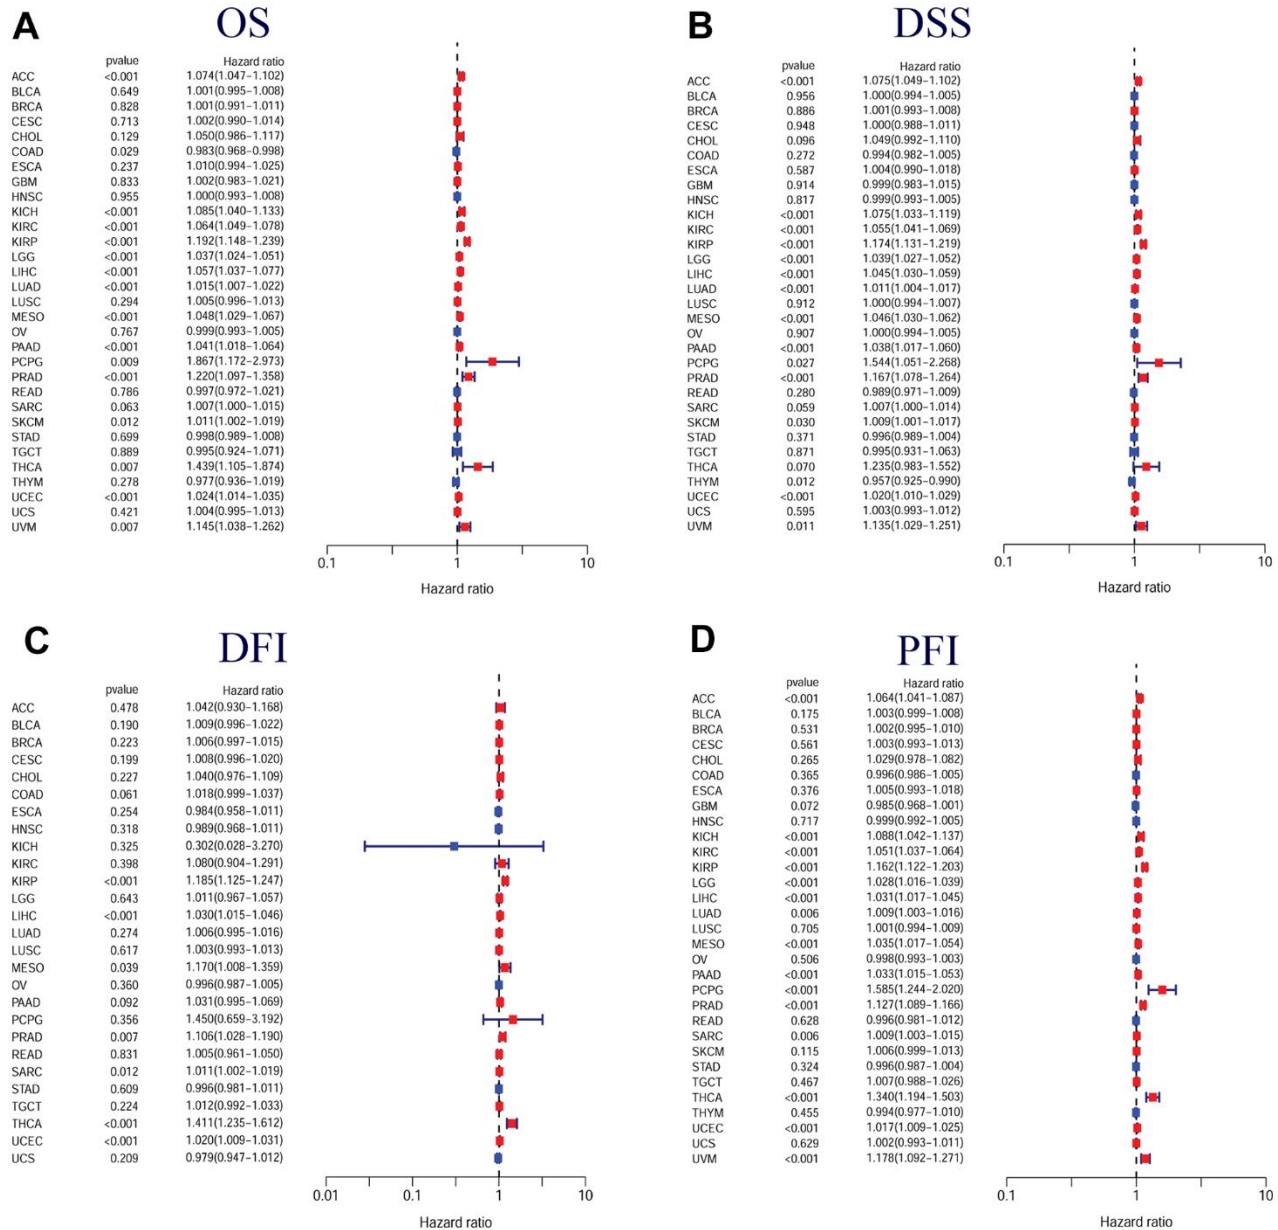 A
OS
pvalue Hazard ratio
ACC <0.001 1.074(1.047−1.102)
BLCA 0.649 1.001(0.995−1.008)
BRCA 0.828 1.001(0.991−1.011)
CESC 0.713 1.002(0.990−1.014)
CHOL 0.129 1.050(0.986−1.117)
COAD 0.029 0.983(0.968−0.998)
ESCA 0.237 1.010(0.994−1.025)
GBM 0.833 1.002(0.983−1.021)
HNSC 0.955 1.000(0.993−1.008)
KICH <0.001 1.085(1.040−1.133)
KIRC <0.001 1.064(1.049−1.078)
KIRP <0.001 1.192(1.148−1.239)
LGG <0.001 1.037(1.024−1.051)
LIHC <0.001 1.057(1.037−1.077)
LUAD <0.001 1.015(1.007−1.022)
LUSC 0.294 1.005(0.996−1.013)
MESO <0.001 1.048(1.029−1.067)
OV 0.767 0.999(0.993−1.005)
PAAD <0.001 1.041(1.018−1.064)
PCPG 0.009 1.867(1.172−2.973)
PRAD <0.001 1.220(1.097−1.358)
READ 0.786 0.997(0.972−1.021)
SARC 0.063 1.007(1.000−1.015)
SKCM 0.012 1.011(1.002−1.019)
STAD 0.699 0.998(0.989−1.008)
TGCT 0.889 0.995(0.924−1.071)
THCA 0.007 1.439(1.105−1.874)
THYM 0.278 0.977(0.936−1.019)
UCEC <0.001 1.024(1.014−1.035)
UCS 0.421 1.004(0.995−1.013)
UVM 0.007 1.145(1.038−1.262)
0.1 1 10
Hazard ratio
B
DSS
pvalue Hazard ratio
ACC <0.001 1.075(1.049−1.102)
BLCA 0.956 1.000(0.994−1.005)
BRCA 0.886 1.001(0.993−1.008)
CESC 0.948 1.000(0.988−1.011)
CHOL 0.096 1.049(0.992−1.110)
COAD 0.272 0.994(0.982−1.005)
ESCA 0.587 1.004(0.990−1.018)
GBM 0.914 0.999(0.983−1.015)
HNSC 0.817 0.999(0.993−1.005)
KICH <0.001 1.075(1.033−1.119)
KIRC <0.001 1.055(1.041−1.069)
KIRP <0.001 1.174(1.131−1.219)
LGG <0.001 1.039(1.027−1.052)
LIHC <0.001 1.045(1.030−1.059)
LUAD <0.001 1.011(1.004−1.017)
LUSC 0.912 1.000(0.994−1.007)
MESO <0.001 1.046(1.030−1.062)
OV 0.907 1.000(0.994−1.005)
PAAD <0.001 1.038(1.017−1.060)
PCPG 0.027 1.544(1.051−2.268)
PRAD <0.001 1.167(1.078−1.264)
READ 0.280 0.989(0.971−1.009)
SARC 0.059 1.007(1.000−1.014)
SKCM 0.030 1.009(1.001−1.017)
STAD 0.371 0.996(0.989−1.004)
TGCT 0.871 0.995(0.931−1.063)
THCA 0.070 1.235(0.983−1.552)
THYM 0.012 0.957(0.925−0.990)
UCEC <0.001 1.020(1.010−1.029)
UCS 0.595 1.003(0.993−1.012)
UVM 0.011 1.135(1.029−1.251)
0.1 1 10
Hazard ratio
C
DFI
pvalue Hazard ratio
ACC 0.478 1.042(0.930−1.168)
BLCA 0.190 1.009(0.996−1.022)
BRCA 0.223 1.006(0.997−1.015)
CESC 0.199 1.008(0.996−1.020)
CHOL 0.227 1.040(0.976−1.109)
COAD 0.061 1.018(0.999−1.037)
ESCA 0.254 0.984(0.958−1.011)
HNSC 0.318 0.989(0.968−1.011)
KICH 0.325 0.302(0.028−3.270)
KIRC 0.398 1.080(0.904−1.291)
KIRP <0.001 1.185(1.125−1.247)
LGG 0.643 1.011(0.967−1.057)
LIHC <0.001 1.030(1.015−1.046)
LUAD 0.274 1.006(0.995−1.016)
LUSC 0.617 1.003(0.993−1.013)
MESO 0.039 1.170(1.008−1.359)
OV 0.360 0.996(0.987−1.005)
PAAD 0.092 1.031(0.995−1.069)
PCPG 0.356 1.450(0.659−3.192)
PRAD 0.007 1.106(1.028−1.190)
READ 0.831 1.005(0.961−1.050)
SARC 0.012 1.011(1.002−1.019)
STAD 0.609 0.996(0.981−1.011)
TGCT 0.224 1.012(0.992−1.033)
THCA <0.001 1.411(1.235−1.612)
UCEC <0.001 1.020(1.009−1.031)
UCS 0.209 0.979(0.947−1.012)
0.01 0.1 1 10
Hazard ratio
D
PFI
pvalue Hazard ratio
ACC <0.001 1.064(1.041−1.087)
BLCA 0.175 1.003(0.999−1.008)
BRCA 0.531 1.002(0.995−1.010)
CESC 0.561 1.003(0.993−1.013)
CHOL 0.265 1.029(0.978−1.082)
COAD 0.365 0.996(0.986−1.005)
ESCA 0.376 1.005(0.993−1.018)
GBM 0.072 0.985(0.968−1.001)
HNSC 0.717 0.999(0.992−1.005)
KICH <0.001 1.088(1.042−1.137)
KIRC <0.001 1.051(1.037−1.064)
KIRP <0.001 1.162(1.122−1.203)
LGG <0.001 1.028(1.016−1.039)
LIHC <0.001 1.031(1.017−1.045)
LUAD 0.006 1.009(1.003−1.016)
LUSC 0.705 1.001(0.994−1.009)
MESO <0.001 1.035(1.017−1.054)
OV 0.506 0.998(0.993−1.003)
PAAD <0.001 1.033(1.015−1.053)
PCPG <0.001 1.585(1.244−2.020)
PRAD <0.001 1.127(1.089−1.166)
READ 0.628 0.996(0.981−1.012)
SARC 0.006 1.009(1.003−1.015)
SKCM 0.115 1.006(0.999−1.013)
STAD 0.324 0.996(0.987−1.004)
TGCT 0.467 1.007(0.988−1.026)
THCA <0.001 1.340(1.194−1.503)
THYM 0.455 0.994(0.977−1.010)
UCEC <0.001 1.017(1.009−1.025)
UCS 0.629 1.002(0.993−1.011)
UVM <0.001 1.178(1.092−1.271)
0.1 1 10
Hazard ratio